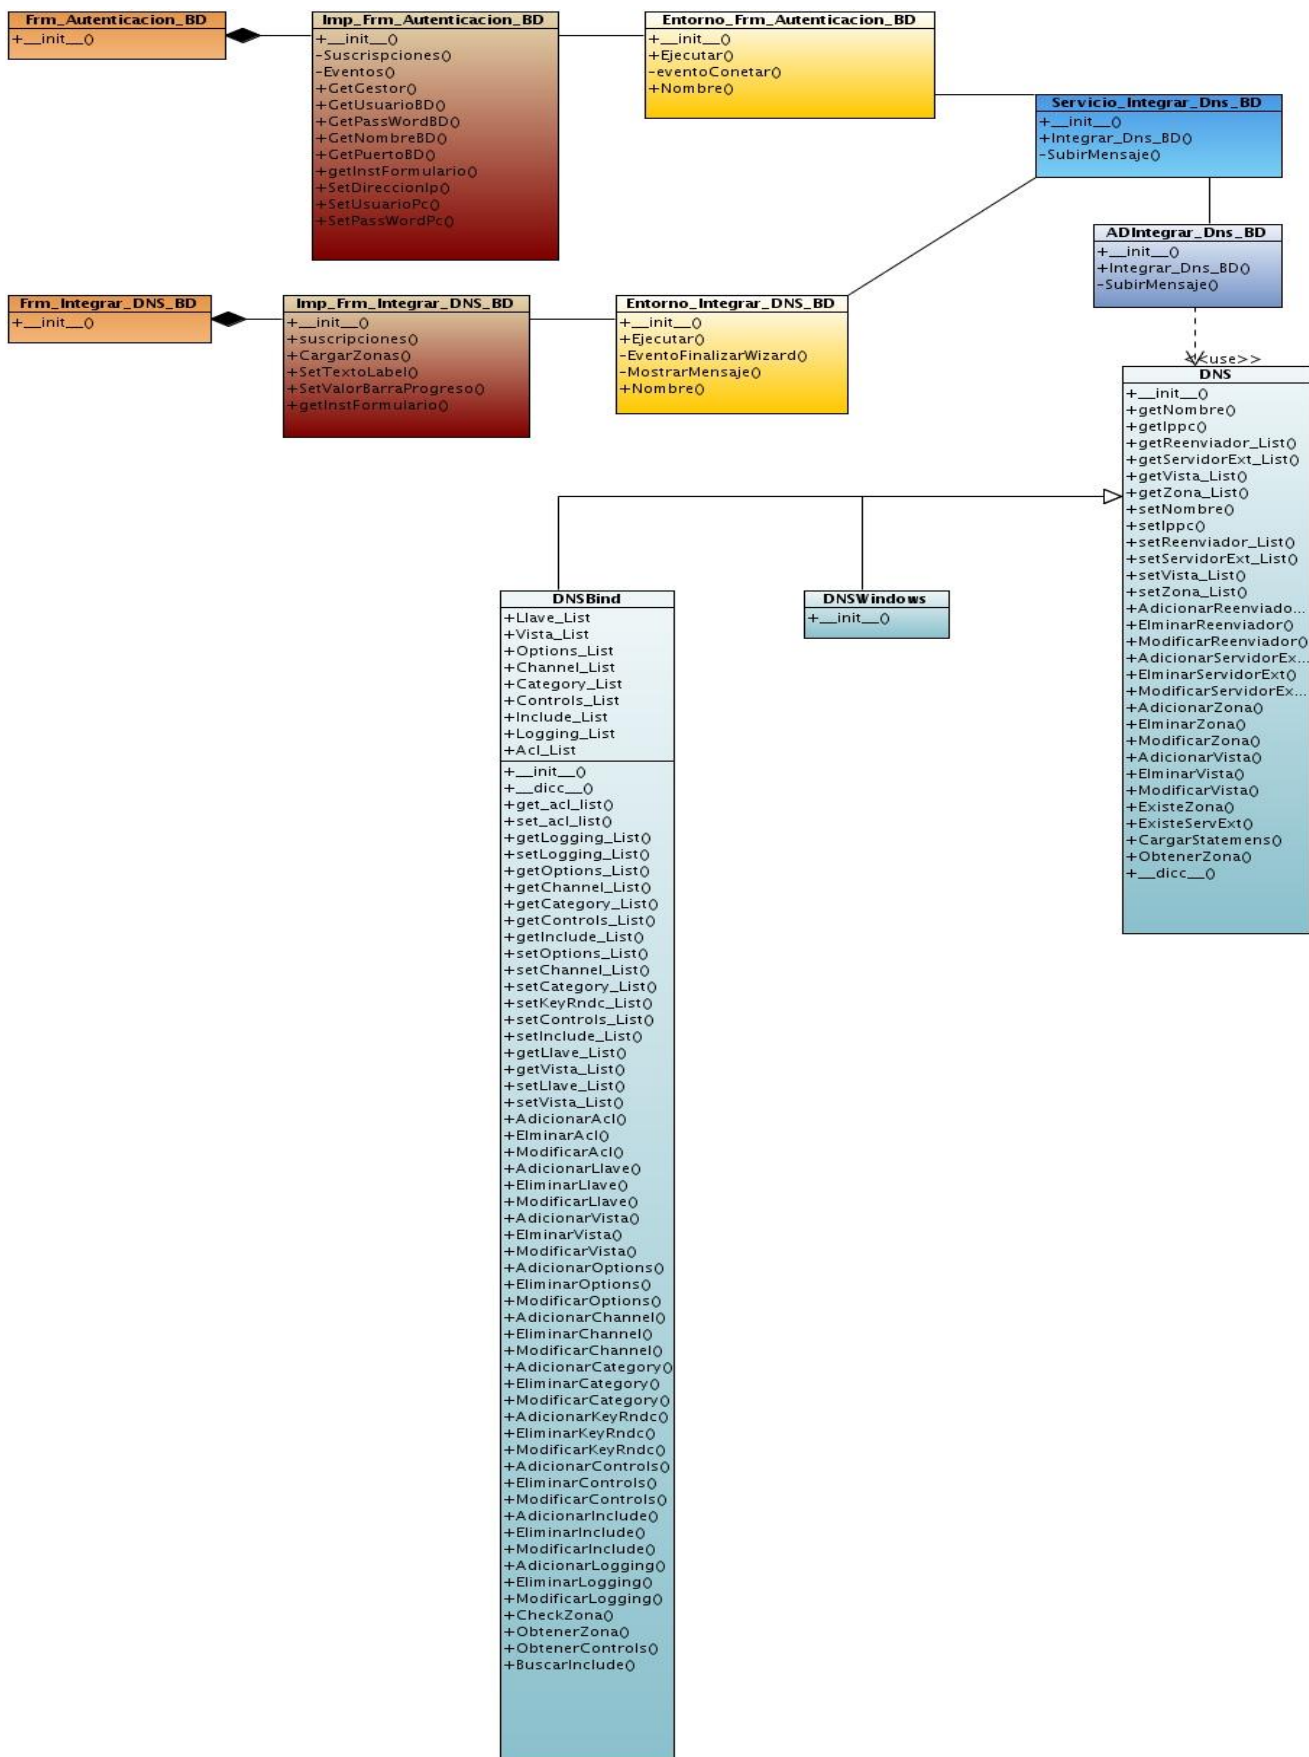 Frm_Autenticacion_BD
+__init__()
Imp_Frm_Autenticacion_BD
+__init__()
-Suscrispciones()
-Eventos()
+GetGestor()
+GetUsuarioBD()
+GetPassWordBD()
+GetNombreBD()
+GetPuertoBD()
+getInstFormulario()
+SetDireccionIp()
+SetUsuarioPc()
+SetPassWordPc()
Entorno_Frm_Autenticacion_BD
+__init__()
+Ejecutar()
-eventoConetar()
+Nombre()
Servicio_Integrar_Dns_BD
+__init__()
+Integrar_Dns_BD()
-SubirMensaje()
ADIntegrar_Dns_BD
+__init__()
+Integrar_Dns_BD()
-SubirMensaje()
Frm_Integrar_DNS_BD
+__init__()
Imp_Frm_Integrar_DNS_BD
+__init__()
+suscripciones()
+CargarZonas()
+SetTextoLabel()
+SetValorBarraProgreso()
+getInstFormulario()
Entorno_Integrar_DNS_BD
+__init__()
+Ejecutar()
-EventoFinalizarWizard()
-MostrarMensaje()
+Nombre()
<<use>>
DNS
+__init__()
+getNombre()
+getIppc()
+getReenviador_List()
+getServidorExt_List()
+getVista_List()
+getZona_List()
+setNombre()
+setIppc()
+setReenviador_List()
+setServidorExt_List()
+setVista_List()
+setZona_List()
+AdicionarReenviado...
+ElminarReenviador()
+ModificarReenviador()
+AdicionarServidorEx...
+ElminarServidorExt()
+ModificarServidorEx...
+AdicionarZona()
+ElminarZona()
+ModificarZona()
+AdicionarVista()
+ElminarVista()
+ModificarVista()
+ExisteZona()
+ExisteServExt()
+CargarStatemens()
+ObtenerZona()
+__dicc__()
DNSBind
+Llave_List
+Vista_List
+Options_List
+Channel_List
+Category_List
+Controls_List
+Include_List
+Logging_List
+Acl_List
+__init__()
+__dicc__()
+get_acl_list()
+set_acl_list()
+getLogging_List()
+setLogging_List()
+getOptions_List()
+getChannel_List()
+getCategory_List()
+getControls_List()
+getInclude_List()
+setOptions_List()
+setChannel_List()
+setCategory_List()
+setKeyRndc_List()
+setControls_List()
+setInclude_List()
+getLlave_List()
+getVista_List()
+setLlave_List()
+setVista_List()
+AdicionarAcl()
+ElminarAcl()
+ModificarAcl()
+AdicionarLlave()
+EliminarLlave()
+ModificarLlave()
+AdicionarVista()
+ElminarVista()
+ModificarVista()
+AdicionarOptions()
+EliminarOptions()
+ModificarOptions()
+AdicionarChannel()
+EliminarChannel()
+ModificarChannel()
+AdicionarCategory()
+EliminarCategory()
+ModificarCategory()
+AdicionarKeyRndc()
+EliminarKeyRndc()
+ModificarKeyRndc()
+AdicionarControls()
+EliminarControls()
+ModificarControls()
+AdicionarInclude()
+EliminarInclude()
+ModificarInclude()
+AdicionarLogging()
+EliminarLogging()
+ModificarLogging()
+CheckZona()
+ObtenerZona()
+ObtenerControls()
+BuscarInclude()
DNSWindows
+__init__()